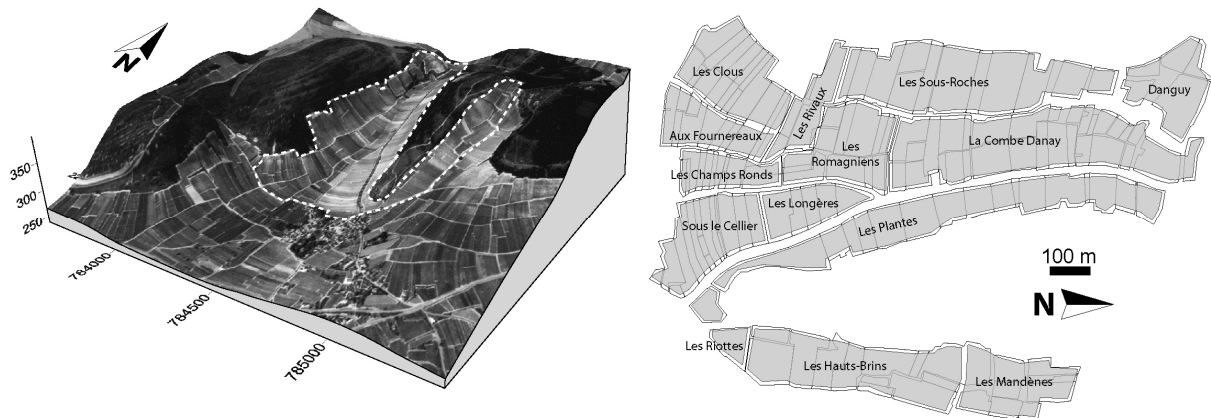 N
350
300
250
784000
784500
785000
Les Clous
Les Sous-Roches
Danguy
Les Rivaux
Aux Fournereaux
Les
Romagniens
La Combe Danay
Les Champs Ronds
Les Longères
Sous le Cellier
Les Plantes
100 m
N
Les Riottes
Les Hauts-Brins
Les Mandènes